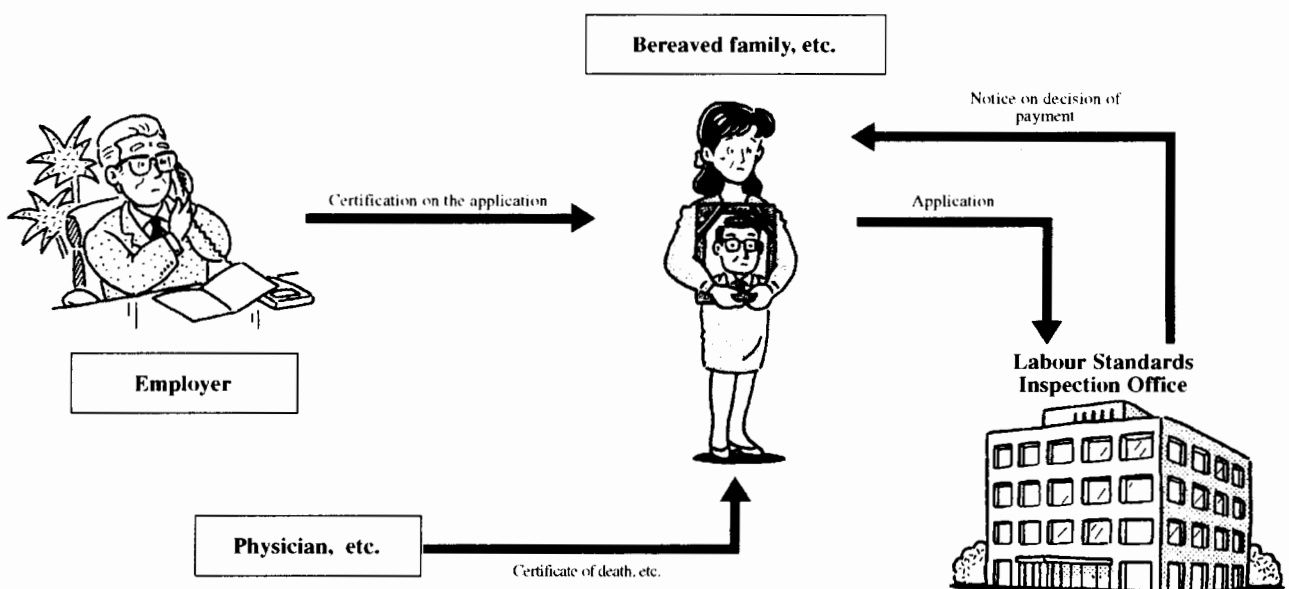 Bereaved family, etc.
Notice on decision of
payment
Certification on the application
Application
Employer
Labour Standards
Inspection Office
Physician, etc.
Certificate of death, etc.